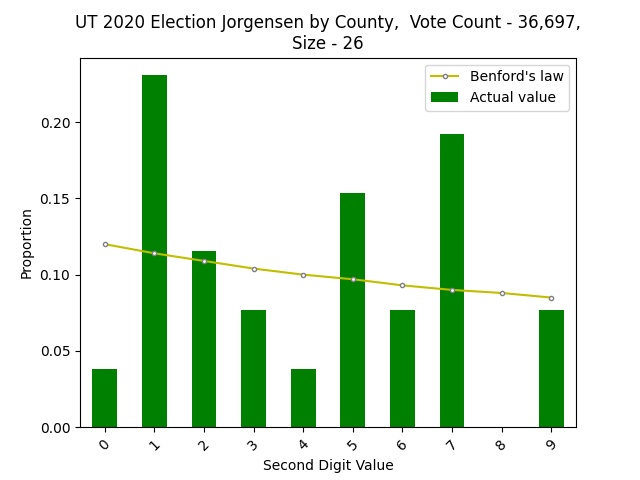 UT 2020 Election Jorgensen by County,  Vote Count - 36,697,
Size - 26
Benford's law
Actual value
0.20
0.15
0.10
0.05
0.00
Proportion
0 1 2 3 4 5 6 7 8 9
Second Digit Value